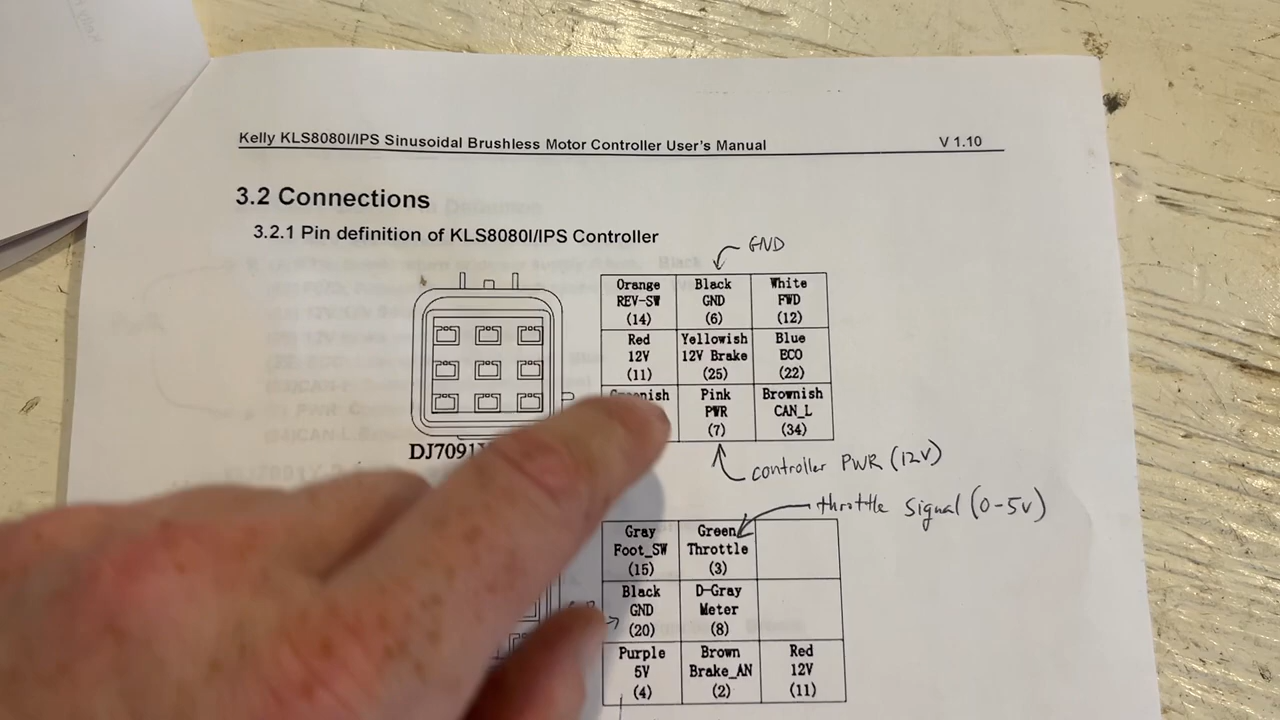 Kelly KLS8080I/IPS Sinusoidal Brushless Motor Controller User's Manual V 1.10
3.2 Connections
3.2.1 Pin definition of KLS8080I/IPS Controller
GND
Orange Black White
REV-SW GND FWD
(14) (6) (12)
Red Yellowish Blue
12V 12V Brake ECO
(11) (25) (22)
Greenish Pink Brownish
PWR CAN_L
(7) (34)
DJ7091
controller PWR (12V)
throttle signal (0-5v)
Gray Green
Foot_SW Throttle
(15) (3)
Black D-Gray
GND Meter
(20) (8)
Purple Brown Red
5V Brake_AN 12V
(4) (2) (11)